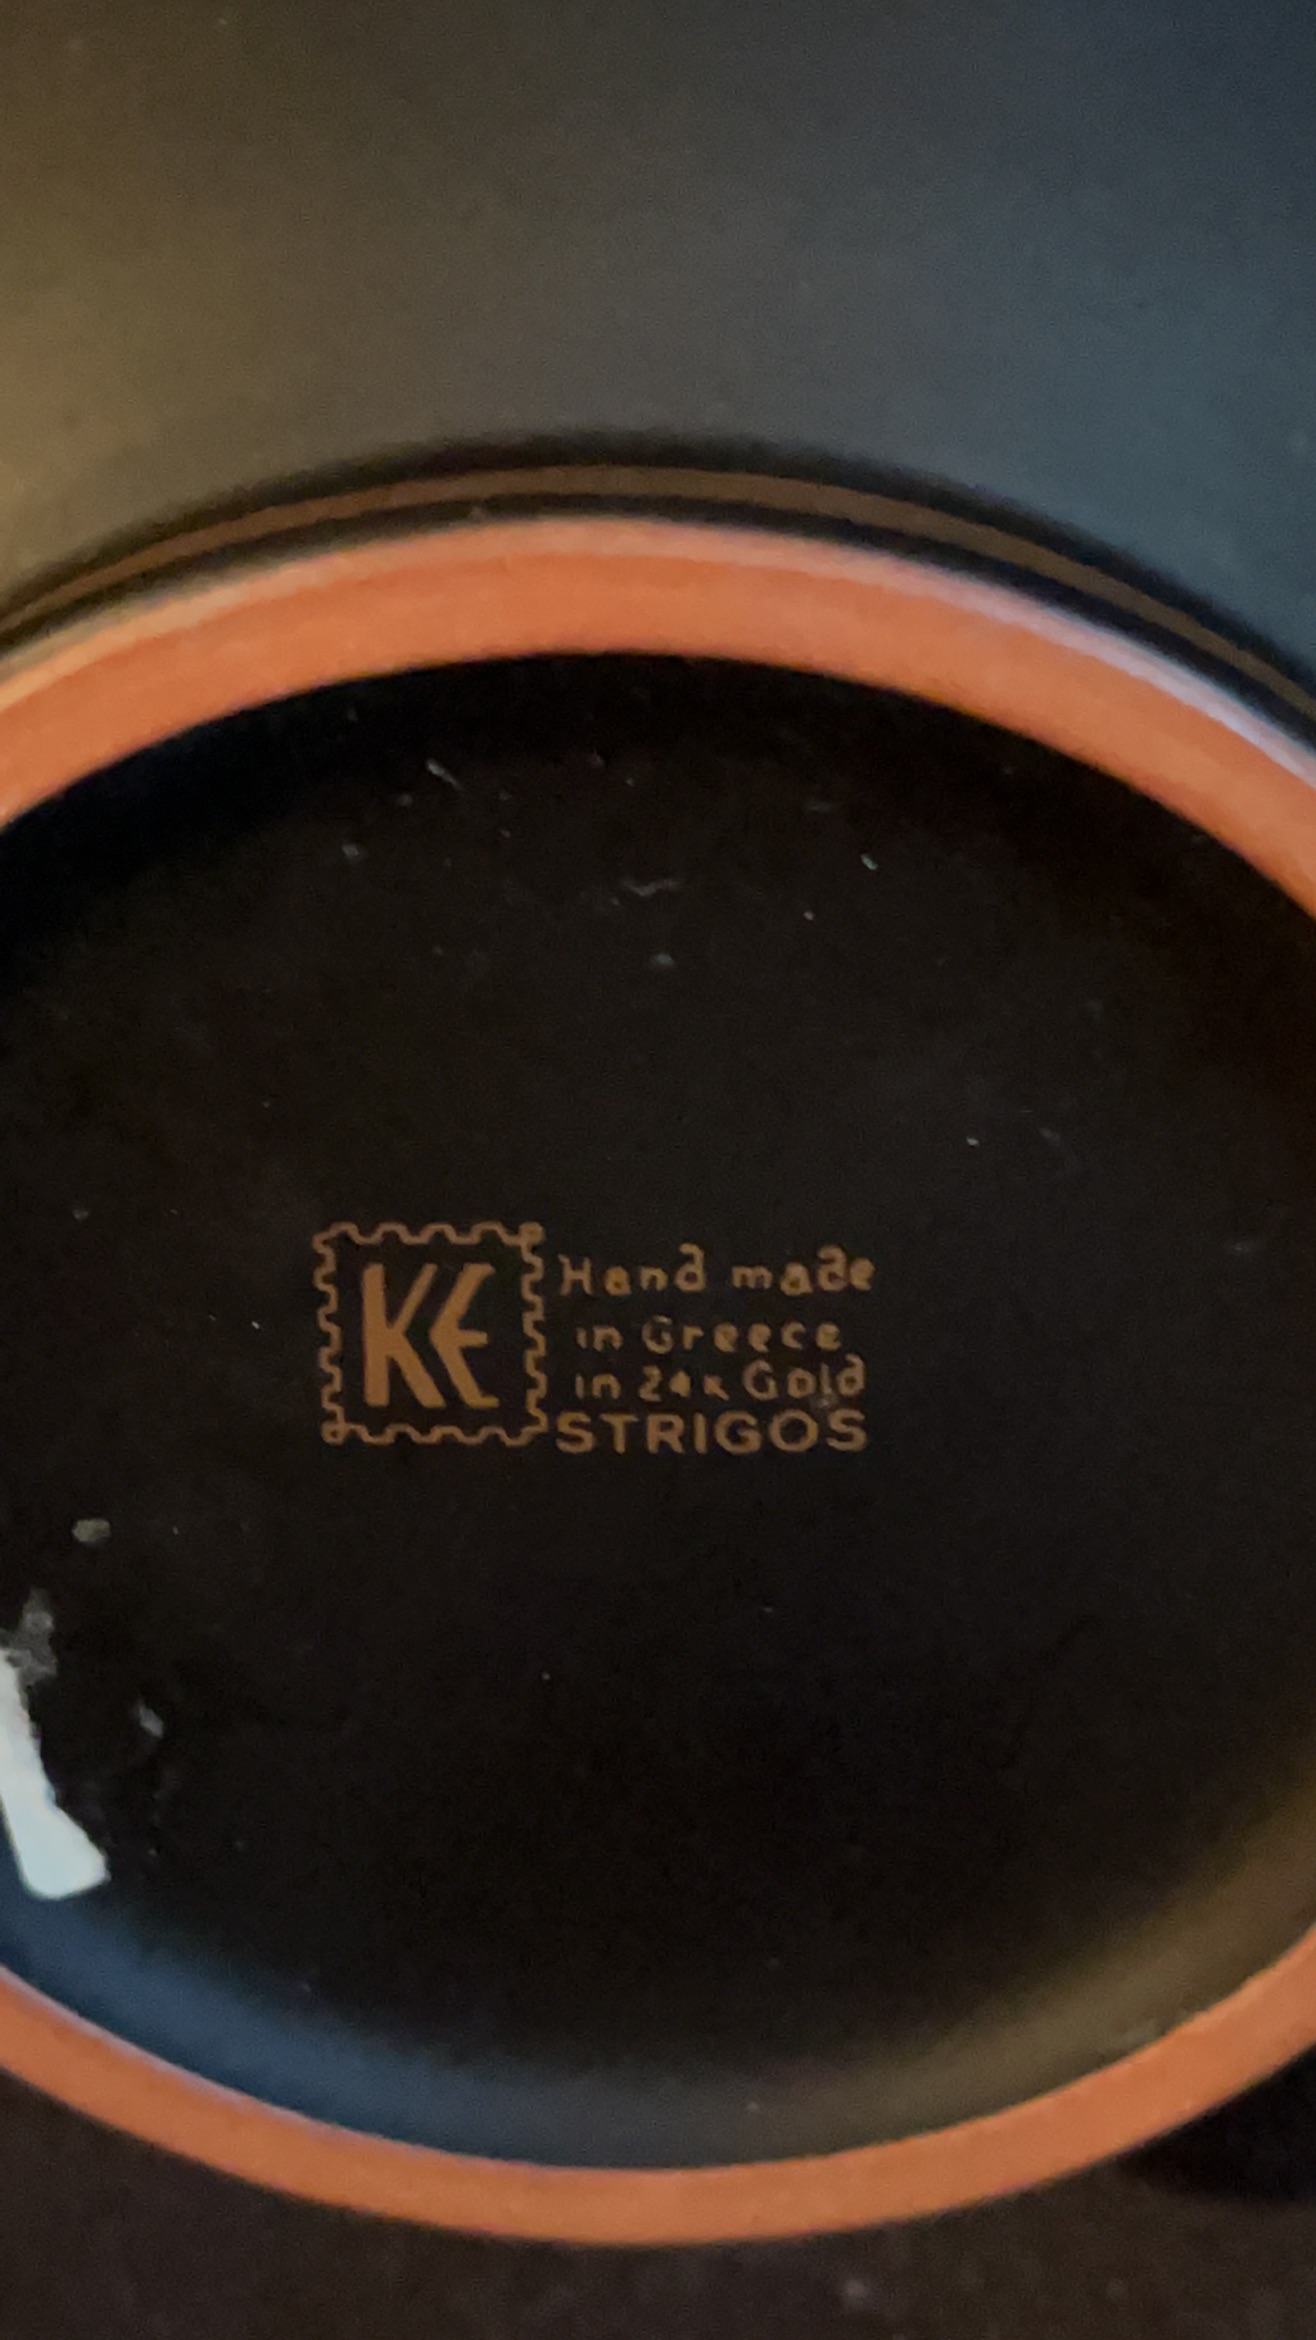 KE
Hand made
in Greece
in 24K Gold
STRIGOS